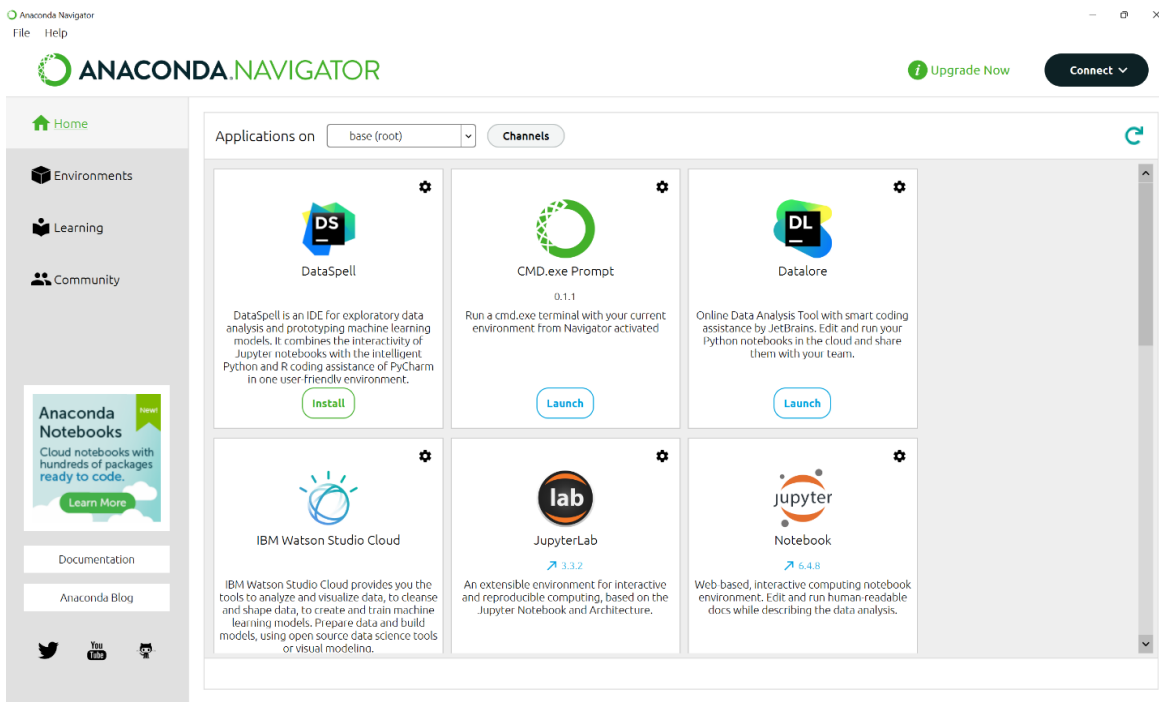 Anaconda Navigator
File Help
ANACONDA.NAVIGATOR
Upgrade Now
Connect
Home
Environments
Learning
Community
Anaconda
Notebooks
New!
Cloud notebooks with
hundreds of packages
ready to code.
Learn More
Documentation
Anaconda Blog
You
Tube
Applications on
base (root)
Channels
DS
DataSpell
DataSpell is an IDE for exploratory data
analysis and prototyping machine learning
models. It combines the interactivity of
Jupyter notebooks with the intelligent
Python and R coding assistance of PyCharm
in one user-friendly environment.
Install
CMD.exe Prompt
0.1.1
Run a cmd.exe terminal with your current
environment from Navigator activated
Launch
DL
Datalore
Online Data Analysis Tool with smart coding
assistance by JetBrains. Edit and run your
Python notebooks in the cloud and share
them with your team.
Launch
IBM Watson Studio Cloud
IBM Watson Studio Cloud provides you the
tools to analyze and visualize data, to cleanse
and shape data, to create and train machine
learning models. Prepare data and build
models, using open source data science tools
or visual modeling.
lab
JupyterLab
3.3.2
An extensible environment for interactive
and reproducible computing, based on the
Jupyter Notebook and Architecture.
jupyter
Notebook
6.4.8
Web-based, interactive computing notebook
environment. Edit and run human-readable
docs while describing the data analysis.